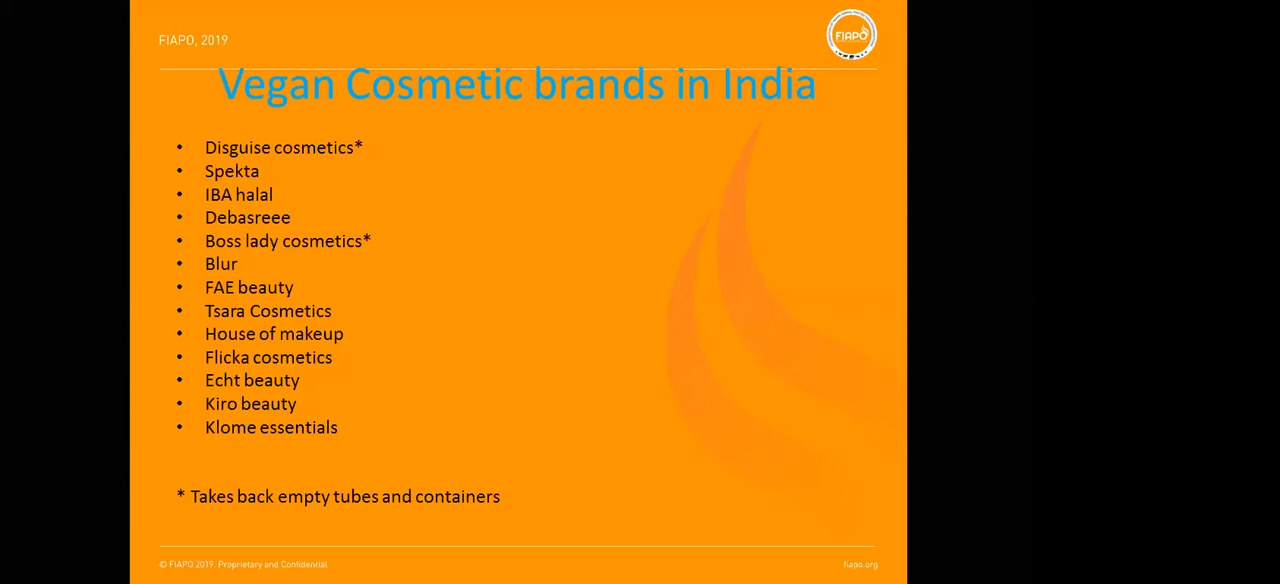 FIAPO, 2019
FIAPO
Vegan Cosmetic brands in India
• Disguise cosmetics*
• Spekta
• IBA halal
• Debasreee
• Boss lady cosmetics*
• Blur
• FAE beauty
• Tsara Cosmetics
• House of makeup
• Flicka cosmetics
• Echt beauty
• Kiro beauty
• Klome essentials
* Takes back empty tubes and containers
© FIAPO 2019. Proprietary and Confidential
fiapo.org